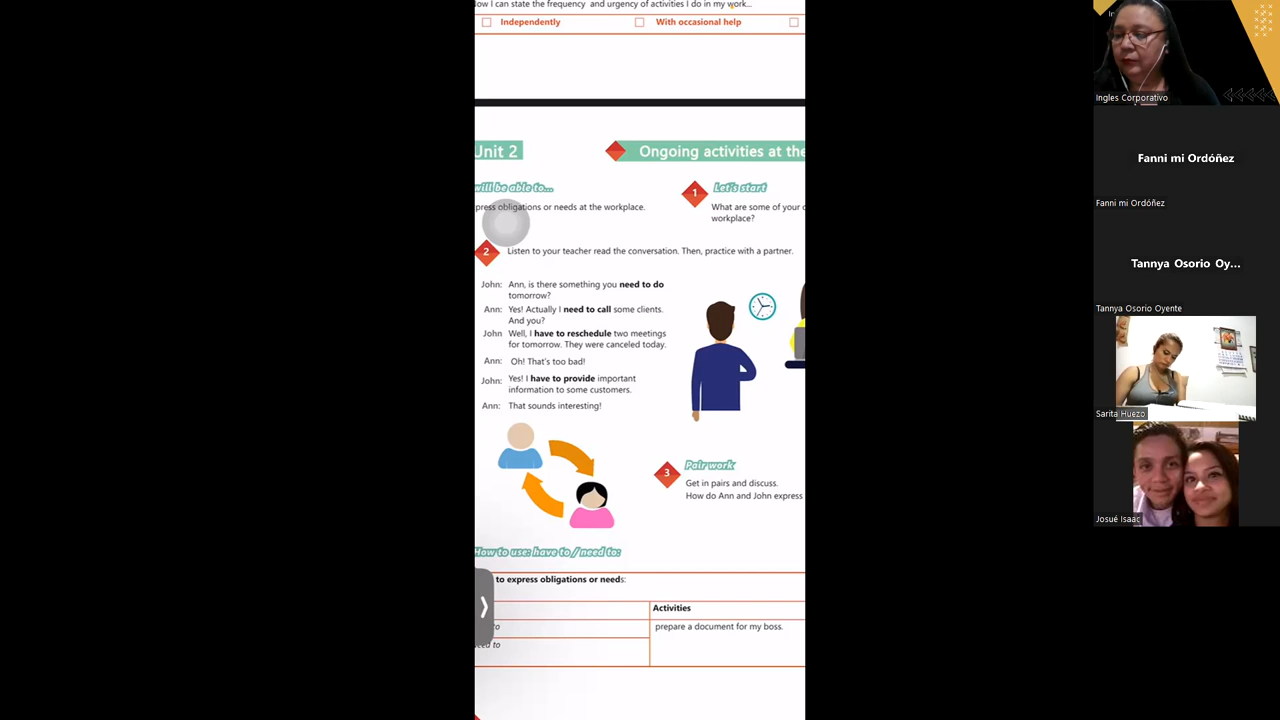 Now I can state the frequency and urgency of activities I do in my work...
Independently
With occasional help
Unit 2
Ongoing activities at the
will be able to...
press obligations or needs at the workplace.
1
Let's start
What are some of your
workplace?
2
Listen to your teacher read the conversation. Then, practice with a partner.
John: Ann, is there something you need to do
tomorrow?
Ann: Yes! Actually I need to call some clients.
And you?
John Well, I have to reschedule two meetings
for tomorrow. They were canceled today.
Ann: Oh! That's too bad!
John: Yes! I have to provide important
information to some customers.
Ann: That sounds interesting!
3
Pair work
Get in pairs and discuss.
How do Ann and John express
How to use: have to / need to:
to express obligations or needs:
Activities
to
prepare a document for my boss.
need to
Ingles Corporativo
Fanni mi Ordóñez
Fanni mi Ordóñez
Tannya Osorio Oy...
Tannya Osorio Oyente
Sarita Huezo
Josué Isaac